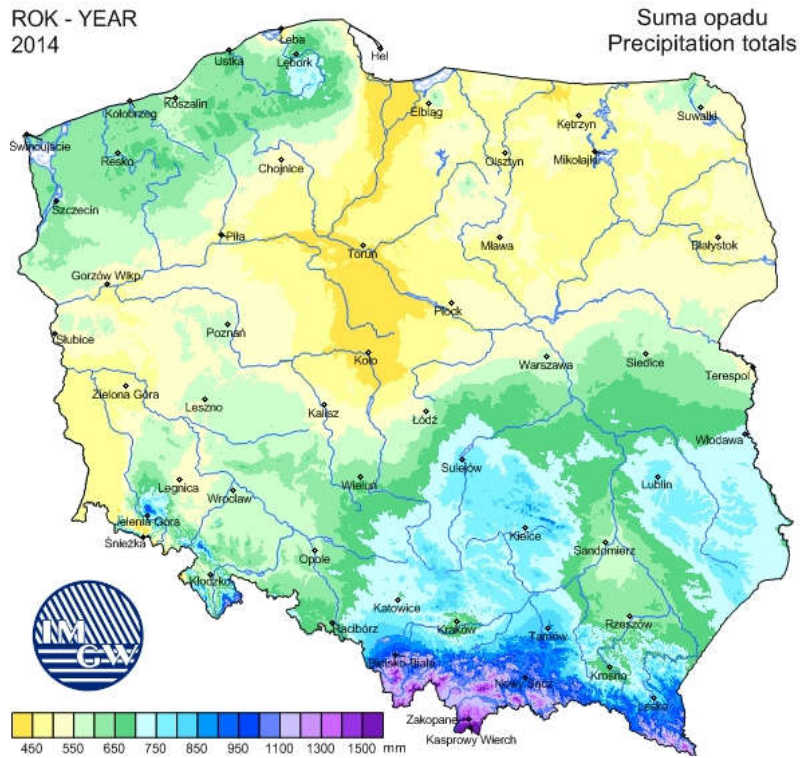 ROK - YEAR
2014
Suma opadu
Precipitation totals
Łeba
Hel
Ustka
Lębork
Koszalin
Kołobrzeg
Elbląg
Kętrzyn
Suwałki
Świnoujście
Resko
Chojnice
Olsztyn
Mikołajki
Szczecin
Piła
Toruń
Mława
Białystok
Gorzów Wlkp.
Płock
Słubice
Poznań
Koło
Warszawa
Siedlce
Terespol
Zielona Góra
Leszno
Kalisz
Łódź
Włodawa
Sulejów
Legnica
Wrocław
Wieluń
Lublin
Jelenia Góra
Śnieżka
Kielce
Opole
Sandomierz
Kłodzko
Katowice
Racibórz
Kraków
Tarnów
Rzeszów
Bielsko-Biała
Nowy Sącz
Krosno
Lesko
Zakopane
Kasprowy Wierch
IM
GW
450 550 650 750 850 950 1100 1300 1500 mm